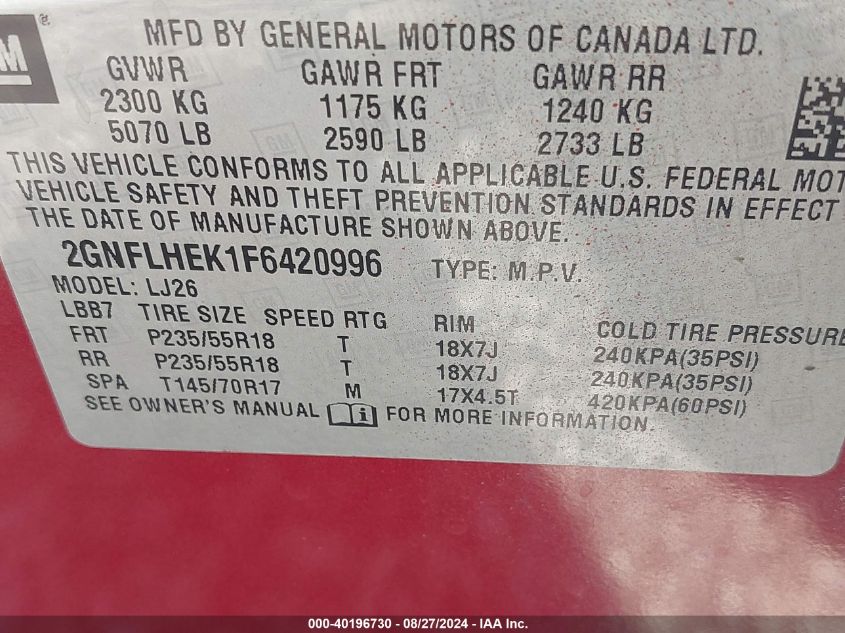 GM ®
MFD BY GENERAL MOTORS OF CANADA LTD.
GVWR GAWR FRT GAWR RR
2300 KG 1175 KG 1240 KG
5070 LB 2590 LB 2733 LB
THIS VEHICLE CONFORMS TO ALL APPLICABLE U.S. FEDERAL MOT
VEHICLE SAFETY AND THEFT PREVENTION STANDARDS IN EFFECT
THE DATE OF MANUFACTURE SHOWN ABOVE.
2GNFLHEK1F6420996 TYPE: M.P.V.
MODEL: LJ26
LBB7 TIRE SIZE SPEED RTG RIM COLD TIRE PRESSURE
FRT P235/55R18 T 18X7J 240KPA(35PSI)
RR P235/55R18 T 18X7J 240KPA(35PSI)
SPA T145/70R17 M 17X4.5T 420KPA(60PSI)
SEE OWNER'S MANUAL FOR MORE INFORMATION.
000-40196730 - 08/27/2024 - IAA Inc.